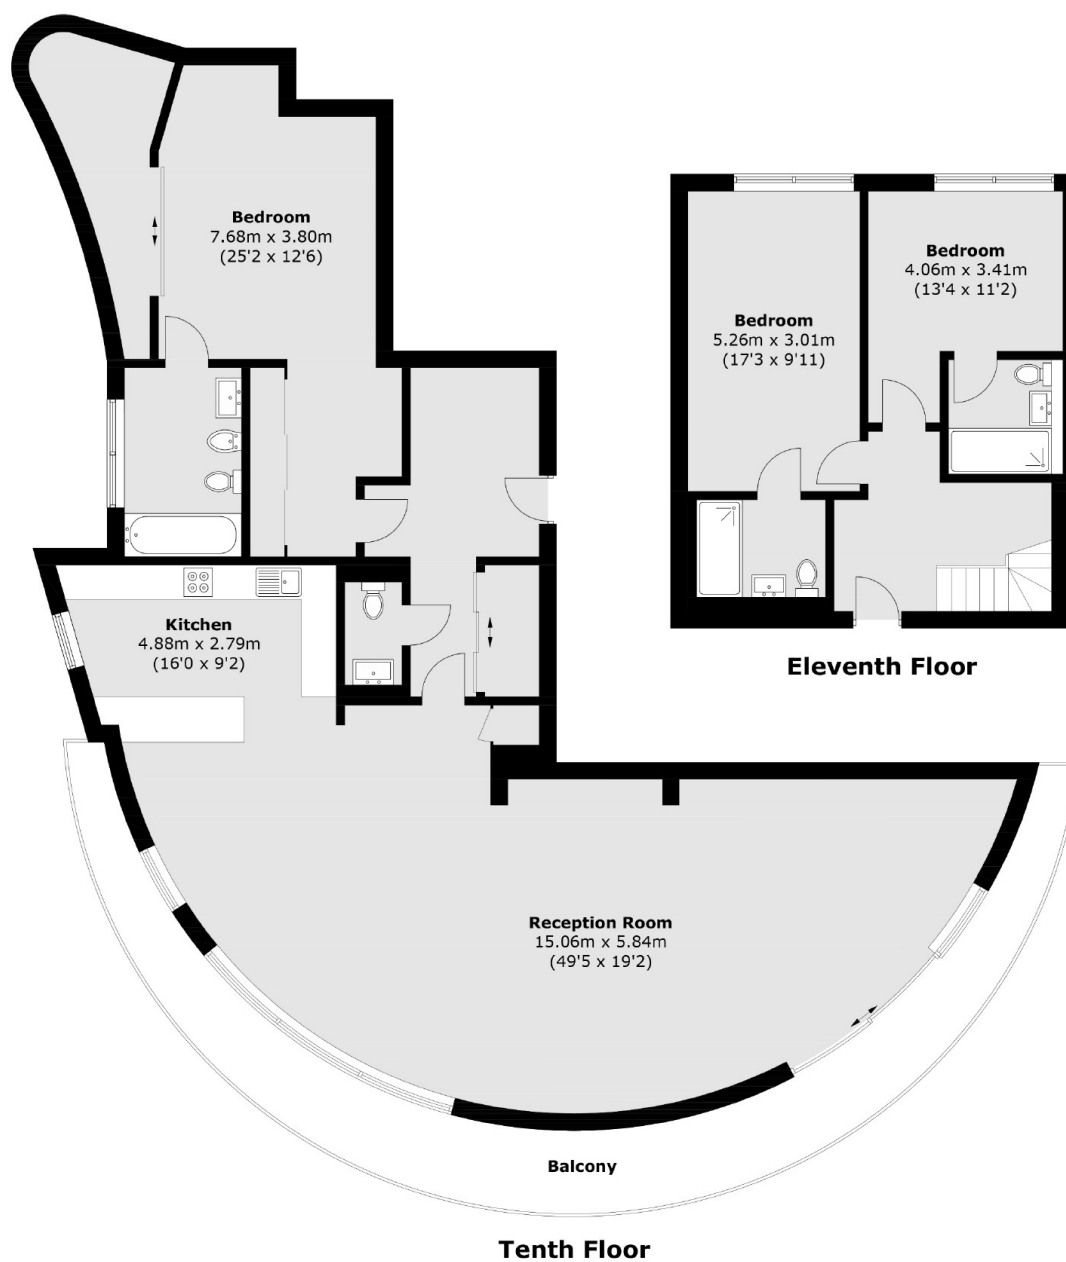 Bedroom
7.68m x 3.80m
(25'2 x 12'6)
Bedroom
4.06m x 3.41m
(13'4 x 11'2)
Bedroom
5.26m x 3.01m
(17'3 x 9'11)
Kitchen
4.88m x 2.79m
(16'0 x 9'2)
Eleventh Floor
Reception Room
15.06m x 5.84m
(49'5 x 19'2)
Balcony
Tenth Floor